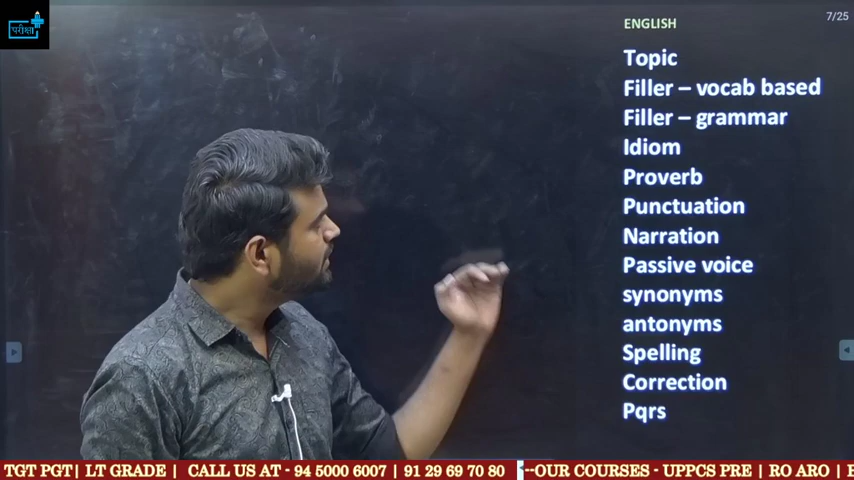 परीक्षा
ENGLISH
7/25
Topic
Filler – vocab based
Filler – grammar
Idiom
Proverb
Punctuation
Narration
Passive voice
synonyms
antonyms
Spelling
Correction
Pqrs
TGT PGT| LT GRADE | CALL US AT - 94 5000 6007 | 91 29 69 70 80 --OUR COURSES - UPPCS PRE | RO ARO |